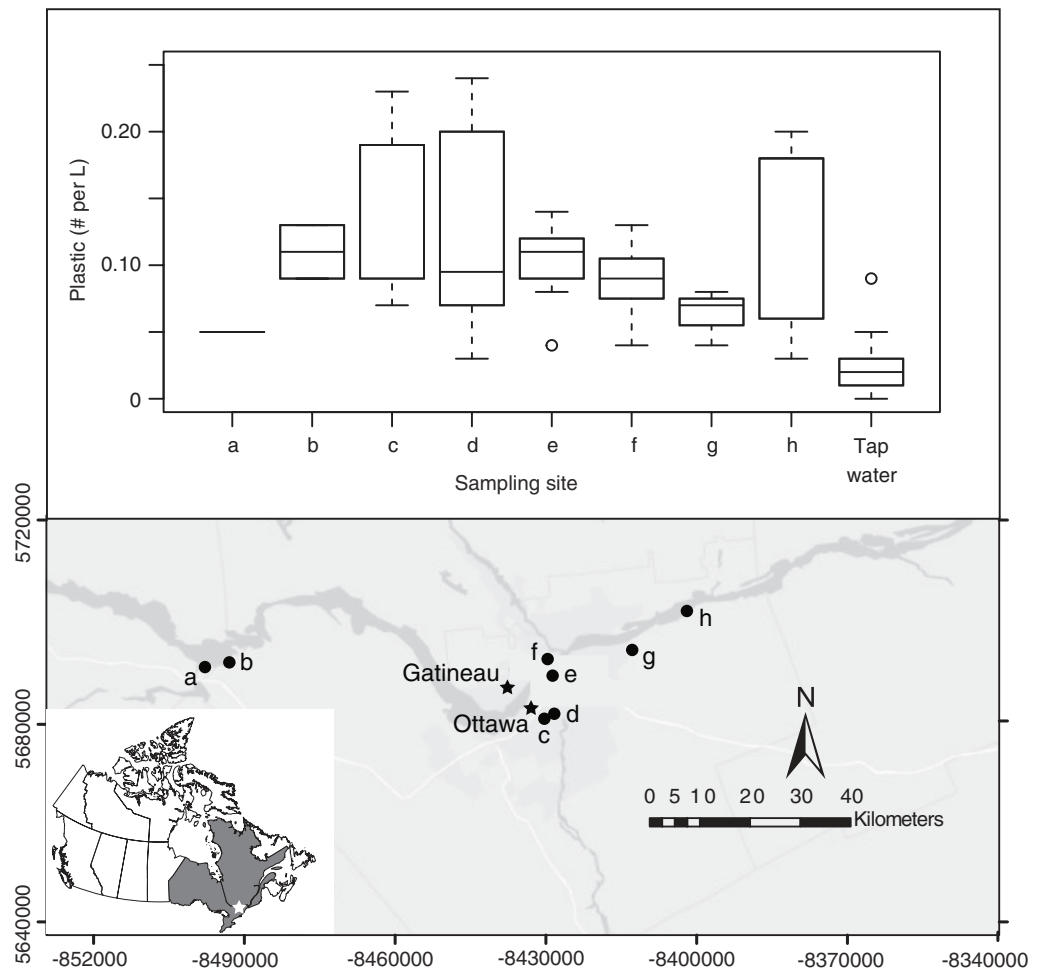 Plastic (# per L)
0.20
0.10
0
a b c d e f g h Tap water
Sampling site
5720000
5680000
5640000
a
b
Gatineau
Ottawa
f
e
d
c
g
h
N
0 5 10 20 30 40
Kilometers
-852000 -8490000 -8460000 -8430000 -8400000 -8370000 -8340000